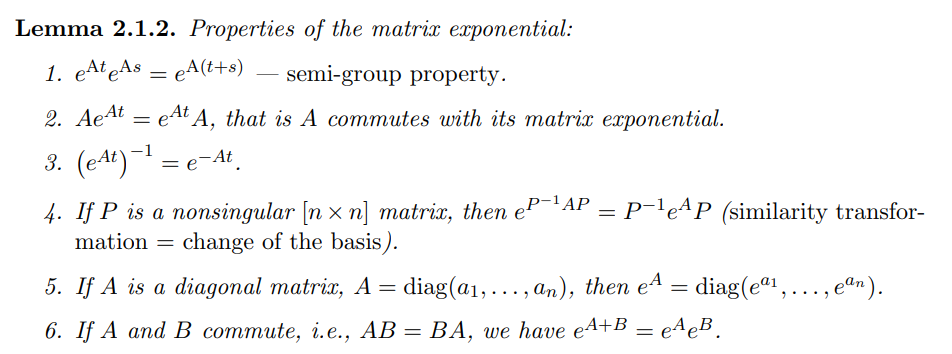 Lemma 2.1.2. Properties of the matrix exponential:
1. e^{At}e^{As} = e^{A(t+s)} — semi-group property.
2. Ae^{At} = e^{At}A, that is A commutes with its matrix exponential.
3. (e^{At})^{-1} = e^{-At}.
4. If P is a nonsingular [n × n] matrix, then e^{P^{-1}AP} = P^{-1}e^{A}P (similarity transfor-
mation = change of the basis).
5. If A is a diagonal matrix, A = diag(a_1, . . . , a_n), then e^A = diag(e^{a_1}, . . . , e^{a_n}).
6. If A and B commute, i.e., AB = BA, we have e^{A+B} = e^A e^B.